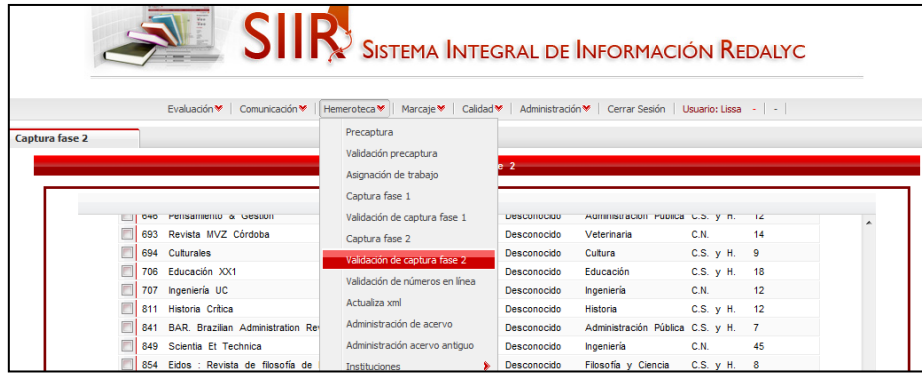 SIIR SISTEMA INTEGRAL DE INFORMACIÓN REDALYC
Evaluación | Comunicación | Hemeroteca | Marcaje | Calidad | Administración | Cerrar Sesión | Usuario: Lissa - | - |
Captura fase 2
Precaptura
Validación precaptura
Asignación de trabajo
Captura fase 1
Validación de captura fase 1
Captura fase 2
Validación de captura fase 2
Validación de números en línea
Actualiza xml
Administración de acervo
Administración acervo antiguo
Instituciones
e 2
646 Pensamiento & Gestión Desconocido Administración Pública C.S. y H. 12
693 Revista MVZ Córdoba Desconocido Veterinaria C.N. 14
694 Culturales Desconocido Cultura C.S. y H. 9
706 Educación XX1 Desconocido Educación C.S. y H. 18
707 Ingeniería UC Desconocido Ingeniería C.N. 12
811 Historia Crítica Desconocido Historia C.S. y H. 12
841 BAR. Brazilian Administration Rev Desconocido Administración Pública C.S. y H. 7
849 Scientia Et Technica Desconocido Ingeniería C.N. 45
854 Eidos : Revista de filosofía de Desconocido Filosofía y Ciencia C.S. y H. 8